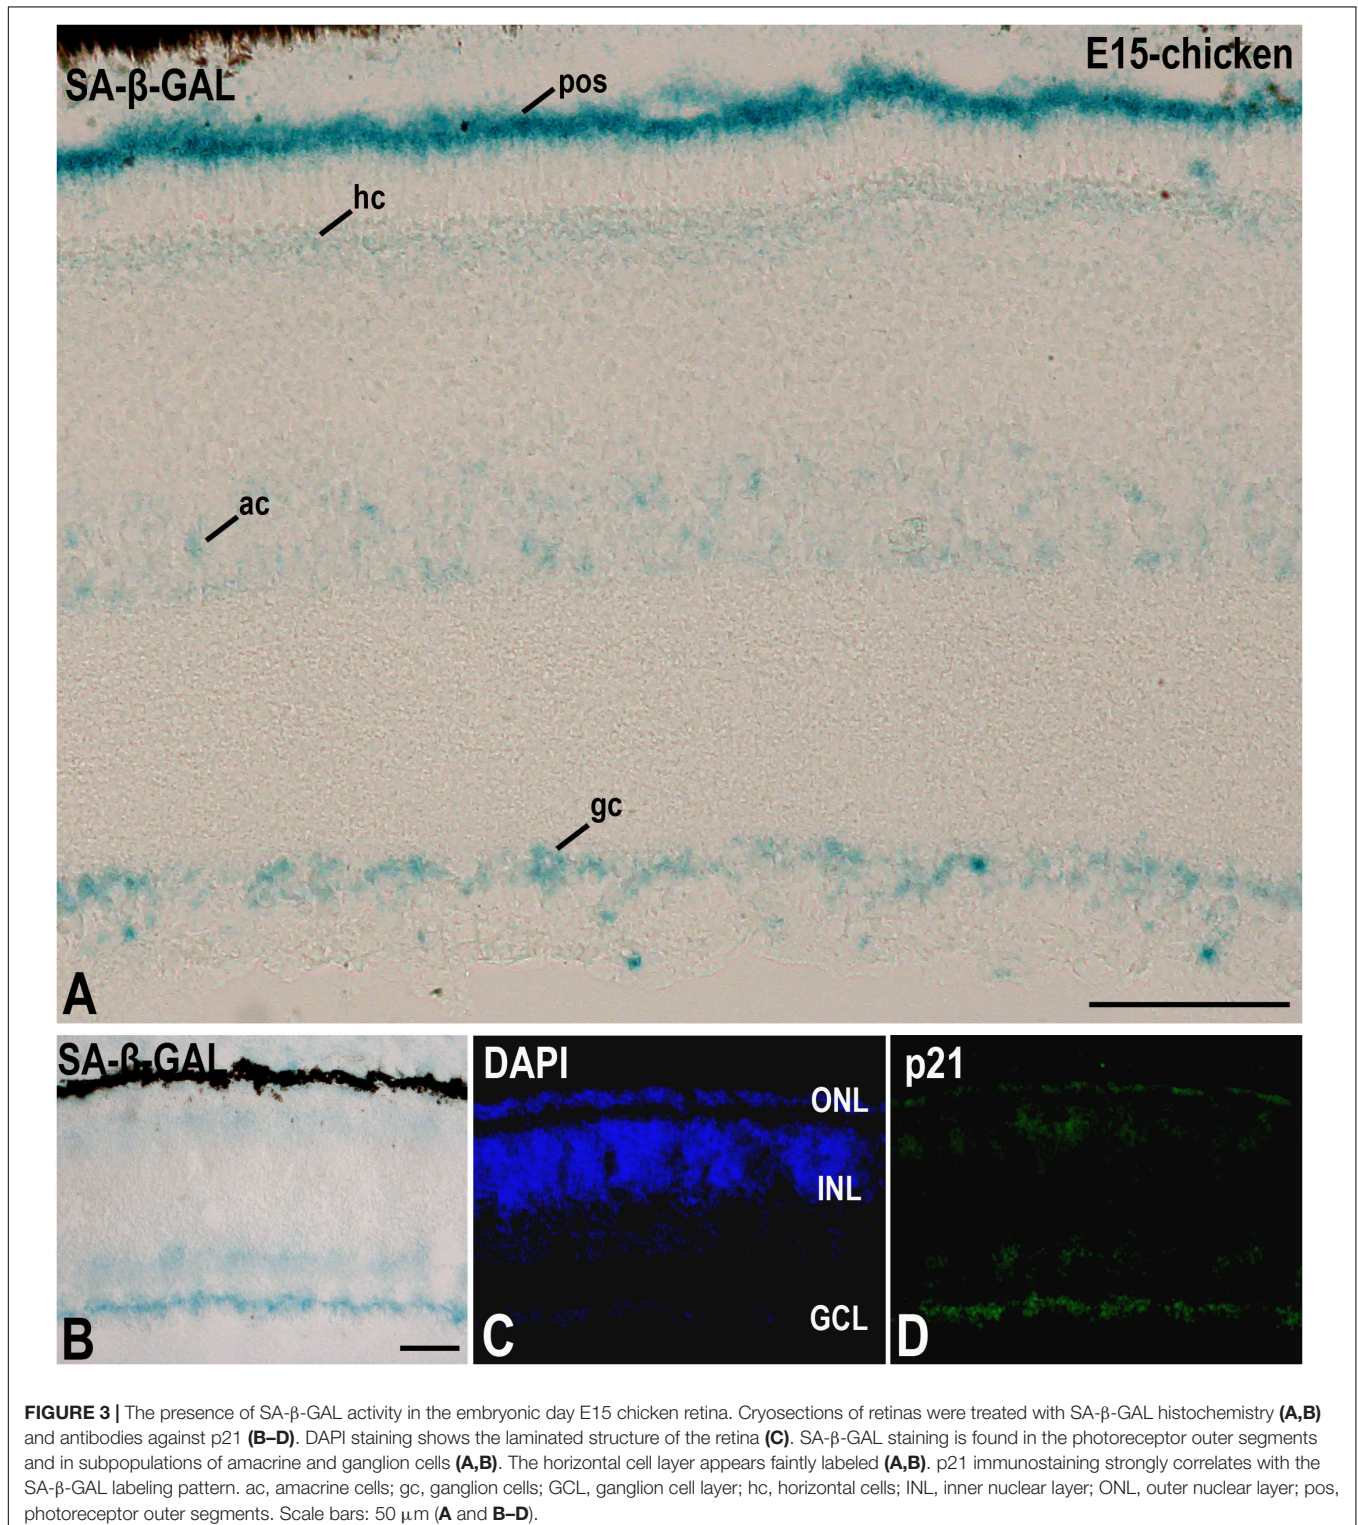 SA-β-GAL
E15-chicken
pos
hc
ac
gc
A
SA-β-GAL
B
DAPI
ONL
INL
GCL
C
p21
D
FIGURE 3 | The presence of SA-β-GAL activity in the embryonic day E15 chicken retina. Cryosections of retinas were treated with SA-β-GAL histochemistry (A,B)
and antibodies against p21 (B–D). DAPI staining shows the laminated structure of the retina (C). SA-β-GAL staining is found in the photoreceptor outer segments
and in subpopulations of amacrine and ganglion cells (A,B). The horizontal cell layer appears faintly labeled (A,B). p21 immunostaining strongly correlates with the
SA-β-GAL labeling pattern. ac, amacrine cells; gc, ganglion cells; GCL, ganglion cell layer; hc, horizontal cells; INL, inner nuclear layer; ONL, outer nuclear layer; pos,
photoreceptor outer segments. Scale bars: 50 μm (A and B–D).